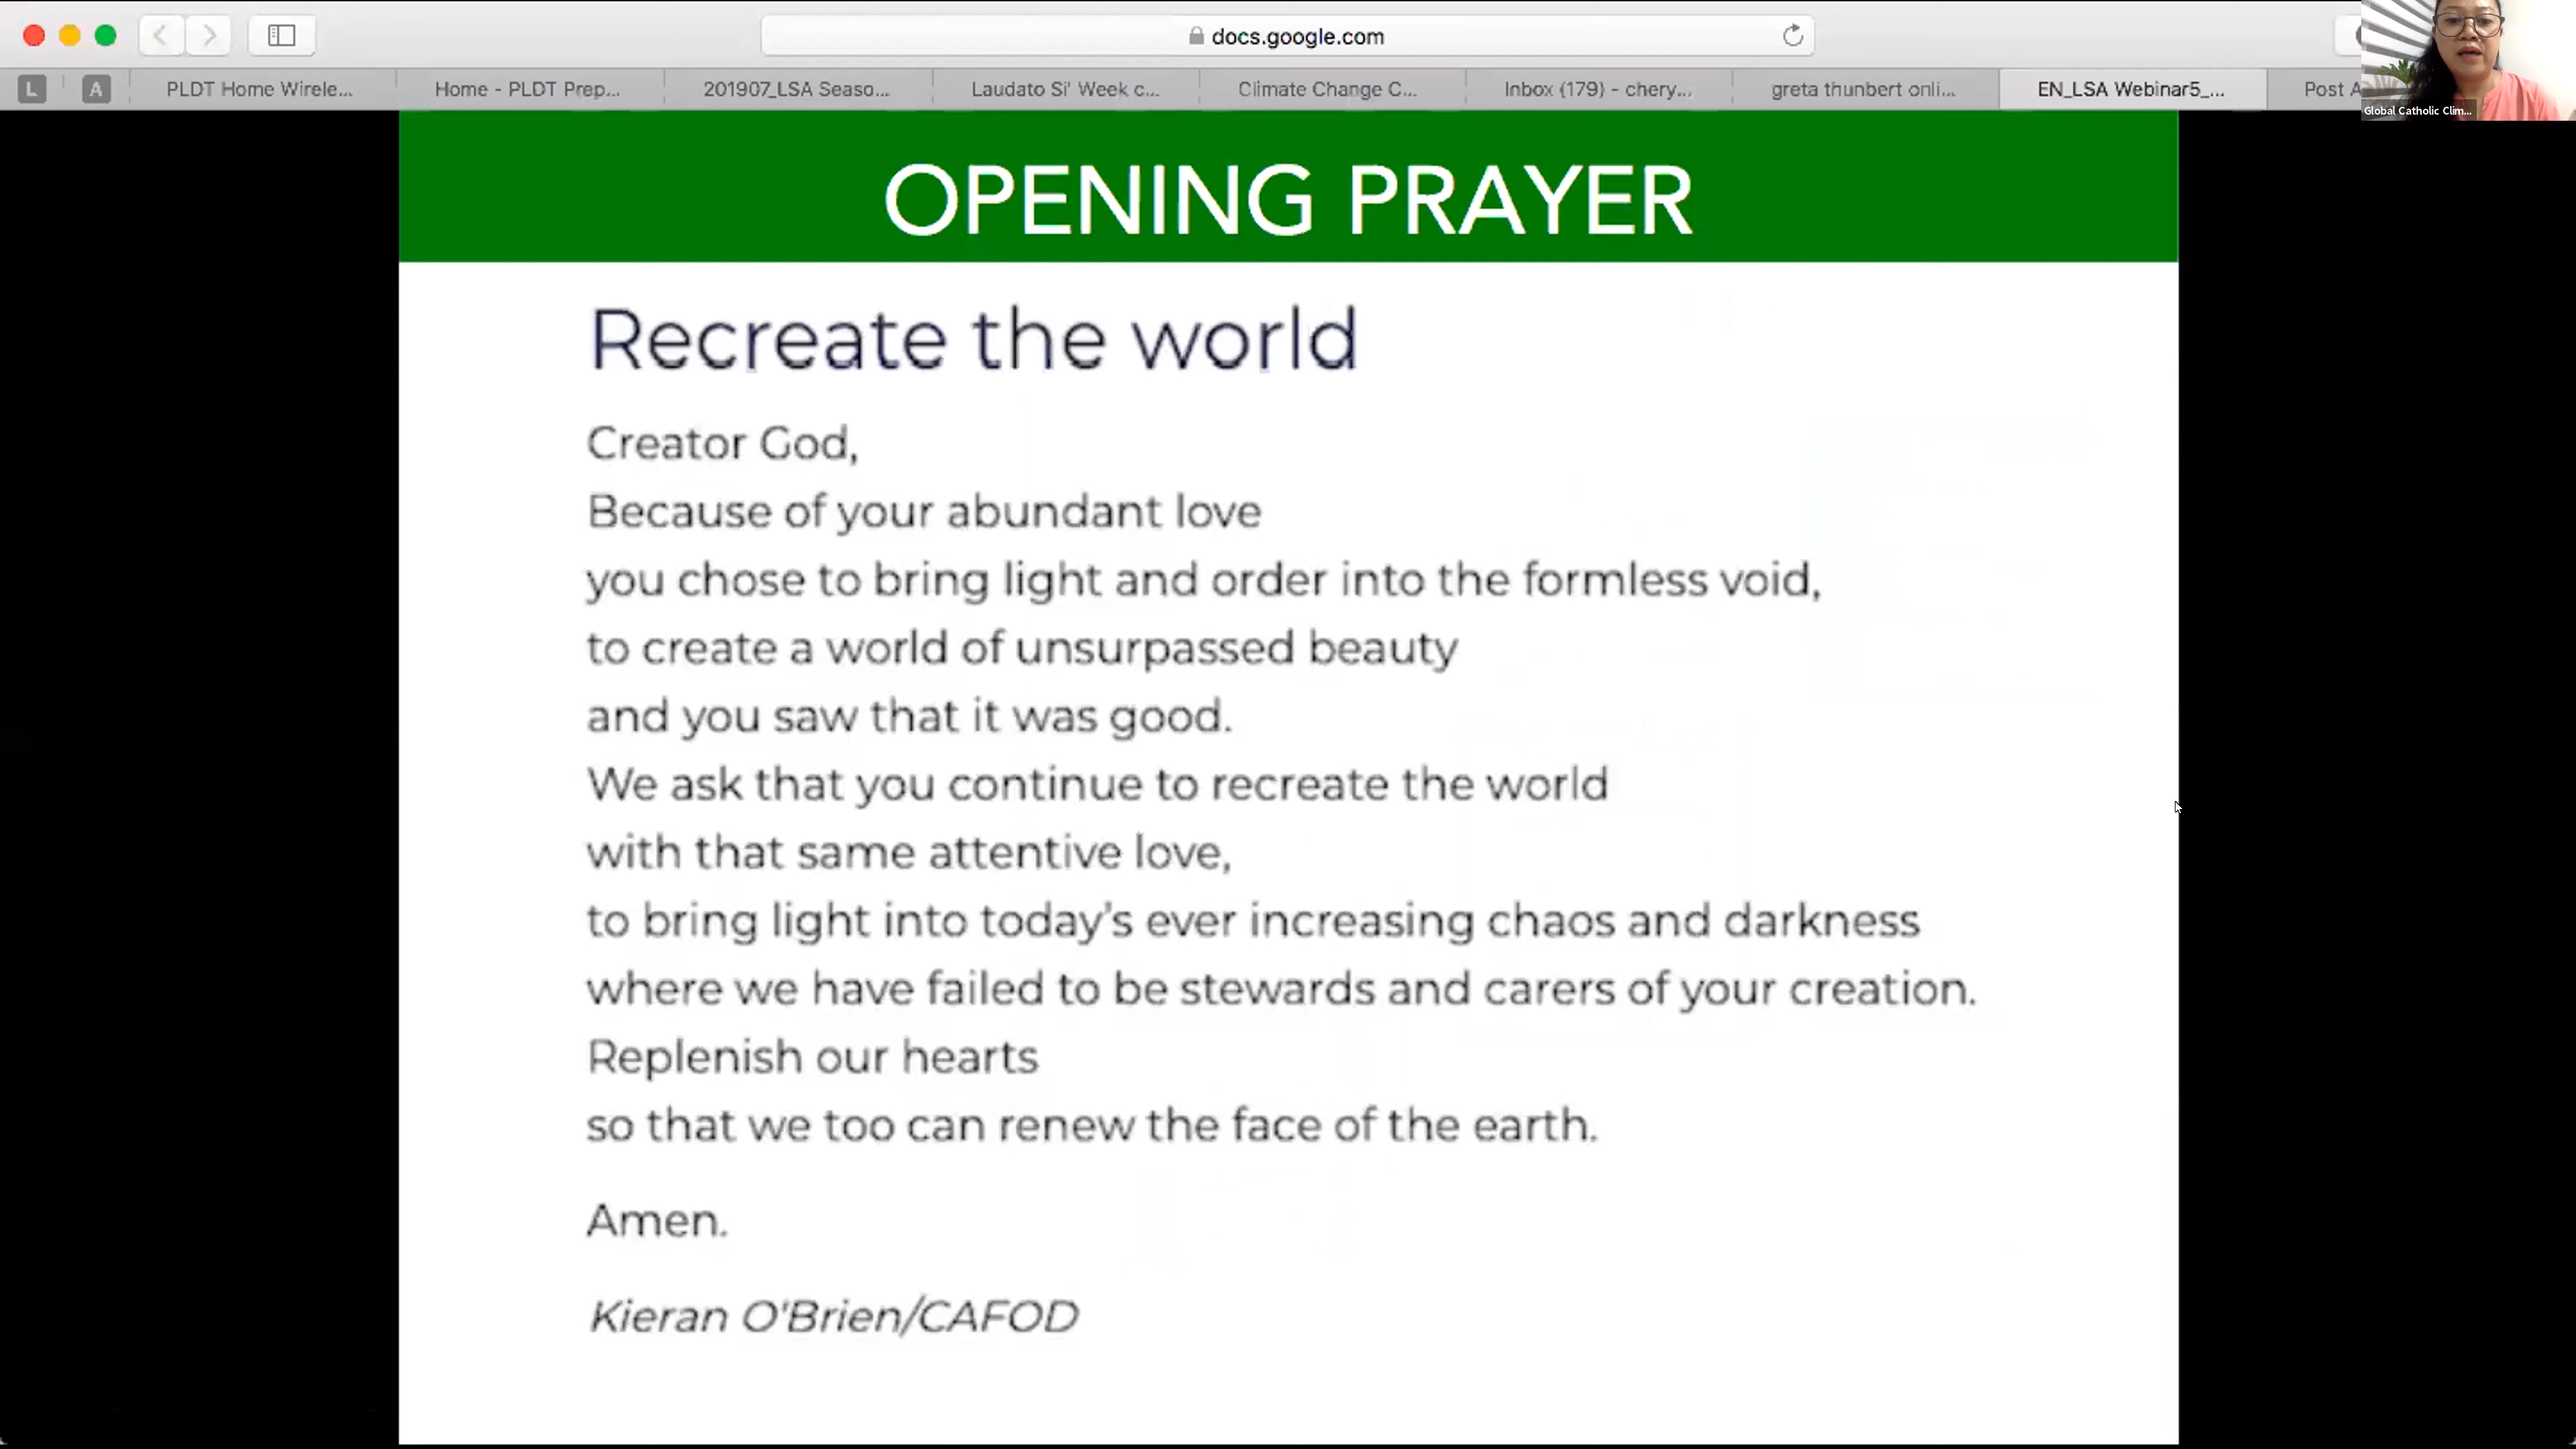 docs.google.com
L
A
PLDT Home Wirele...
Home - PLDT Prep...
201907_LSA Seaso...
Laudato Si' Week c...
Climate Change C...
Inbox (179) - chery...
greta thunbert onli...
EN_LSA Webinar5_...
Post A
Global Catholic Clim...
OPENING PRAYER
Recreate the world
Creator God,
Because of your abundant love
you chose to bring light and order into the formless void,
to create a world of unsurpassed beauty
and you saw that it was good.
We ask that you continue to recreate the world
with that same attentive love,
to bring light into today’s ever increasing chaos and darkness
where we have failed to be stewards and carers of your creation.
Replenish our hearts
so that we too can renew the face of the earth.
Amen.
Kieran O'Brien/CAFOD